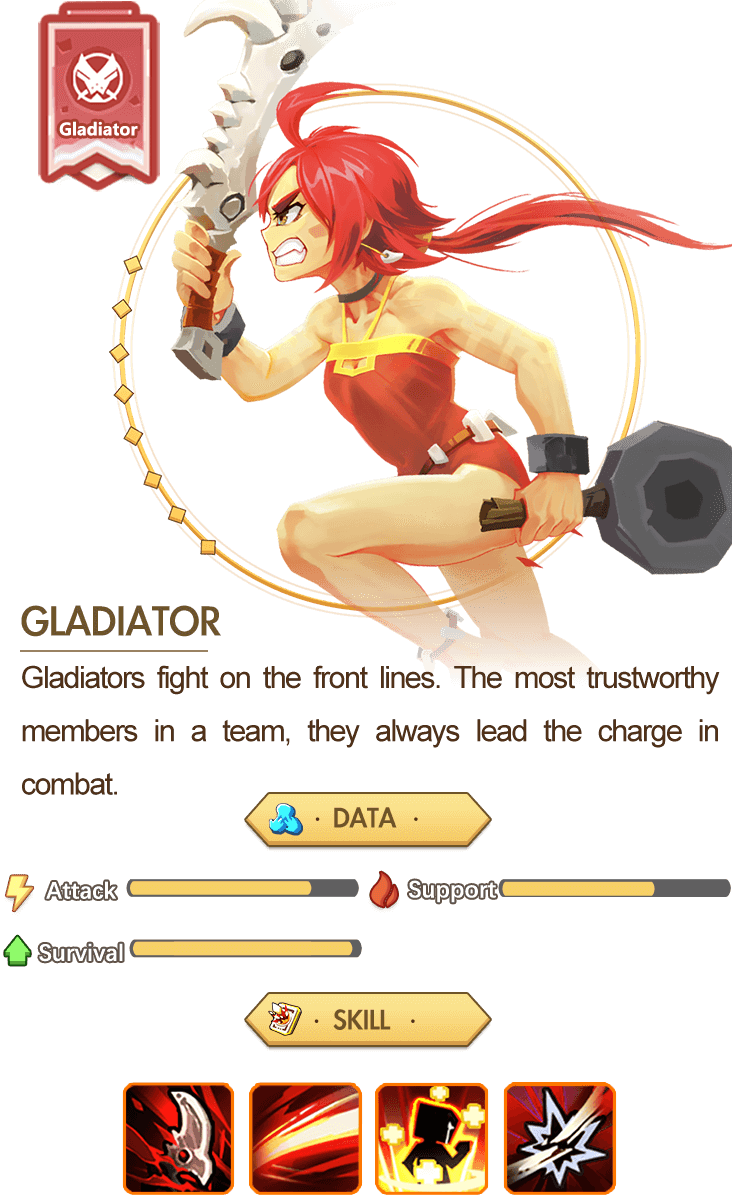 Gladiator
GLADIATOR
Gladiators fight on the front lines. The most trustworthy
members in a team, they always lead the charge in
combat.
· DATA ·
Attack
Support
Survival
· SKILL ·